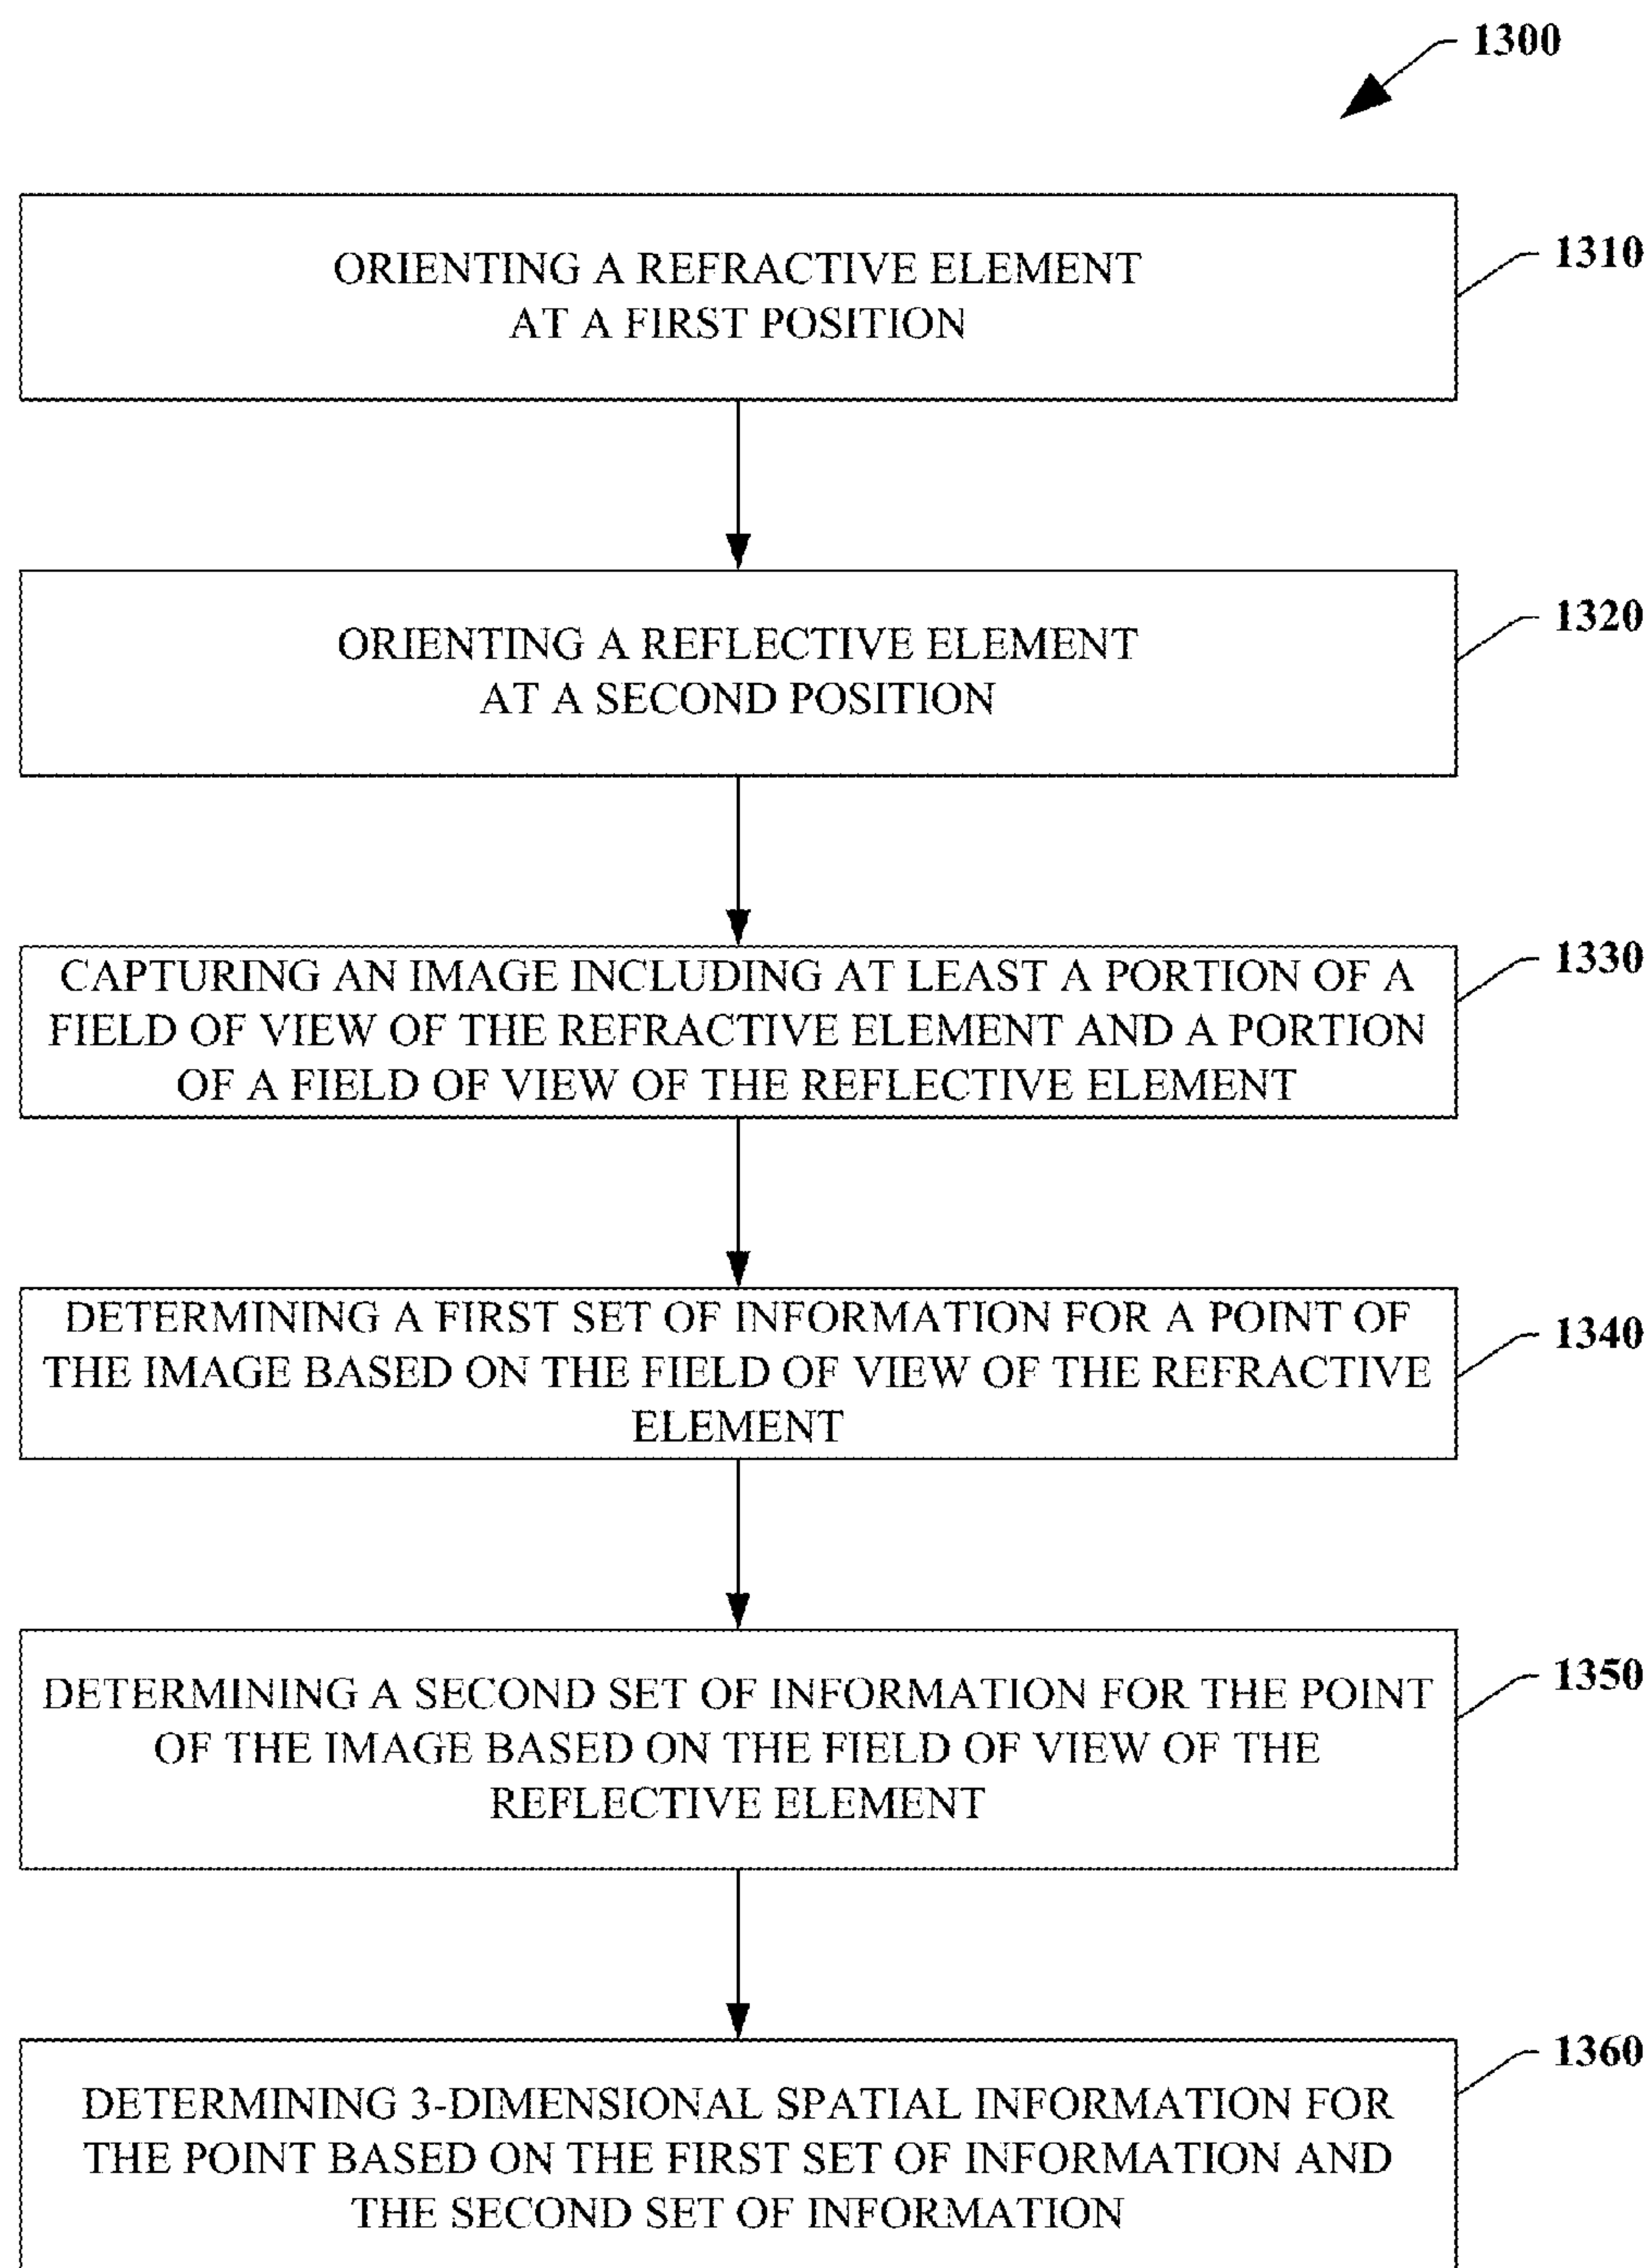 1300
ORIENTING A REFRACTIVE ELEMENT
AT A FIRST POSITION
1310
ORIENTING A REFLECTIVE ELEMENT
AT A SECOND POSITION
1320
CAPTURING AN IMAGE INCLUDING AT LEAST A PORTION OF A
FIELD OF VIEW OF THE REFRACTIVE ELEMENT AND A PORTION
OF A FIELD OF VIEW OF THE REFLECTIVE ELEMENT
1330
DETERMINING A FIRST SET OF INFORMATION FOR A POINT OF
THE IMAGE BASED ON THE FIELD OF VIEW OF THE REFRACTIVE
ELEMENT
1340
DETERMINING A SECOND SET OF INFORMATION FOR THE POINT
OF THE IMAGE BASED ON THE FIELD OF VIEW OF THE
REFLECTIVE ELEMENT
1350
DETERMINING 3-DIMENSIONAL SPATIAL INFORMATION FOR
THE POINT BASED ON THE FIRST SET OF INFORMATION AND
THE SECOND SET OF INFORMATION
1360